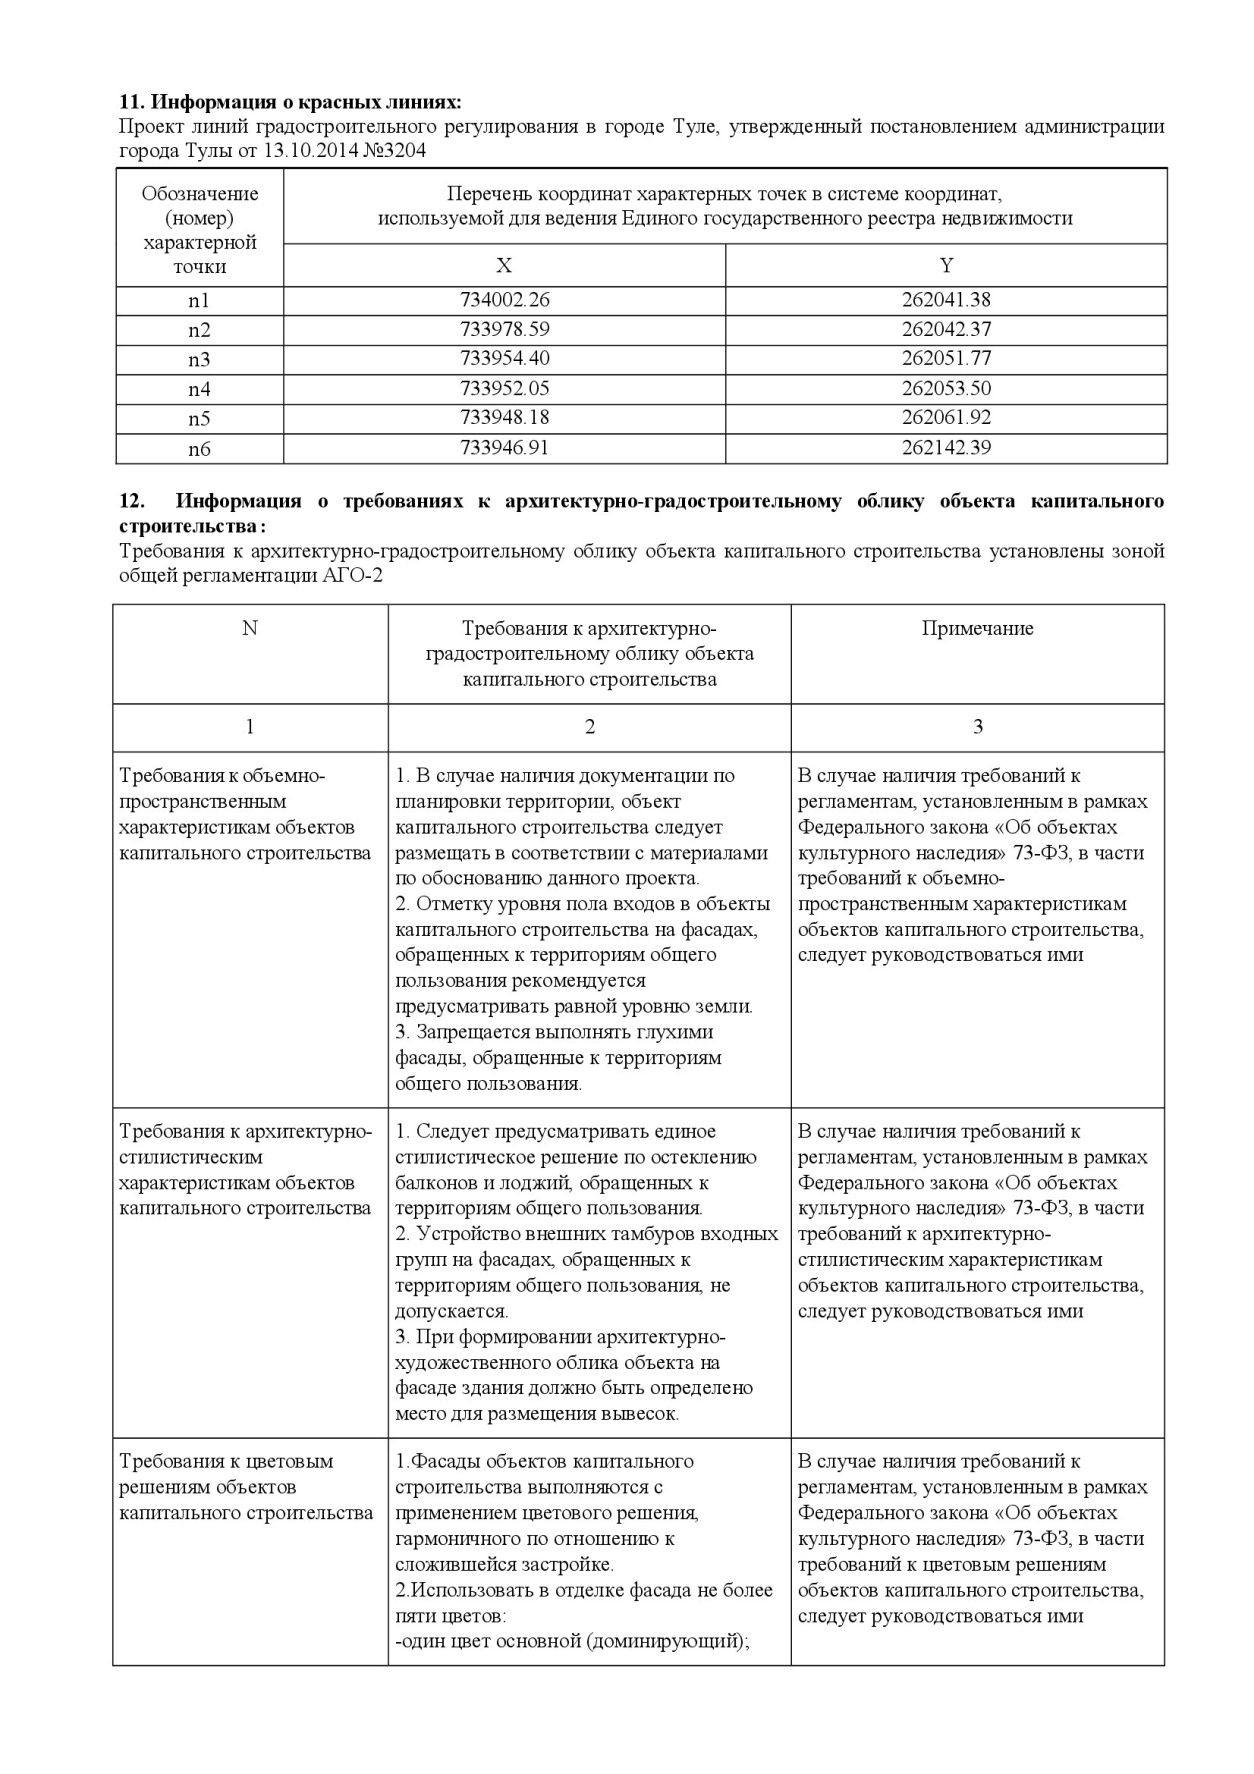 11. Информация о красных линиях:
Проект линий градостроительного регулирования в городе Туле, утвержденный постановлением администрации
города Тулы от 13.10.2014 №3204
Обозначение
(номер)
характерной
точки
Перечень координат характерных точек в системе координат,
используемой для ведения Единого государственного реестра недвижимости
X
Y
n1
734002.26
262041.38
n2
733978.59
262042.37
n3
733954.40
262051.77
n4
733952.05
262053.50
n5
733948.18
262061.92
n6
733946.91
262142.39
12. Информация о требованиях к архитектурно-градостроительному облику объекта капитального
строительства:
Требования к архитектурно-градостроительному облику объекта капитального строительства установлены зоной
общей регламентации АГО-2
N
Требования к архитектурно-
градостроительному облику объекта
капитального строительства
Примечание
1
2
3
Требования к объемно-
пространственным
характеристикам объектов
капитального строительства
1. В случае наличия документации по
планировки территории, объект
капитального строительства следует
размещать в соответствии с материалами
по обоснованию данного проекта.
2. Отметку уровня пола входов в объекты
капитального строительства на фасадах,
обращенных к территориям общего
пользования рекомендуется
предусматривать равной уровню земли.
3. Запрещается выполнять глухими
фасады, обращенные к территориям
общего пользования.
В случае наличия требований к
регламентам, установленным в рамках
Федерального закона «Об объектах
культурного наследия» 73-ФЗ, в части
требований к объемно-
пространственным характеристикам
объектов капитального строительства,
следует руководствоваться ими
Требования к архитектурно-
стилистическим
характеристикам объектов
капитального строительства
1. Следует предусматривать единое
стилистическое решение по остеклению
балконов и лоджий, обращенных к
территориям общего пользования.
2. Устройство внешних тамбуров входных
групп на фасадах, обращенных к
территориям общего пользования, не
допускается.
3. При формировании архитектурно-
художественного облика объекта на
фасаде здания должно быть определено
место для размещения вывесок.
В случае наличия требований к
регламентам, установленным в рамках
Федерального закона «Об объектах
культурного наследия» 73-ФЗ, в части
требований к архитектурно-
стилистическим характеристикам
объектов капитального строительства,
следует руководствоваться ими
Требования к цветовым
решениям объектов
капитального строительства
1.Фасады объектов капитального
строительства выполняются с
применением цветового решения,
гармоничного по отношению к
сложившейся застройке.
2.Использовать в отделке фасада не более
пяти цветов:
-один цвет основной (доминирующий);
В случае наличия требований к
регламентам, установленным в рамках
Федерального закона «Об объектах
культурного наследия» 73-ФЗ, в части
требований к цветовым решениям
объектов капитального строительства,
следует руководствоваться ими